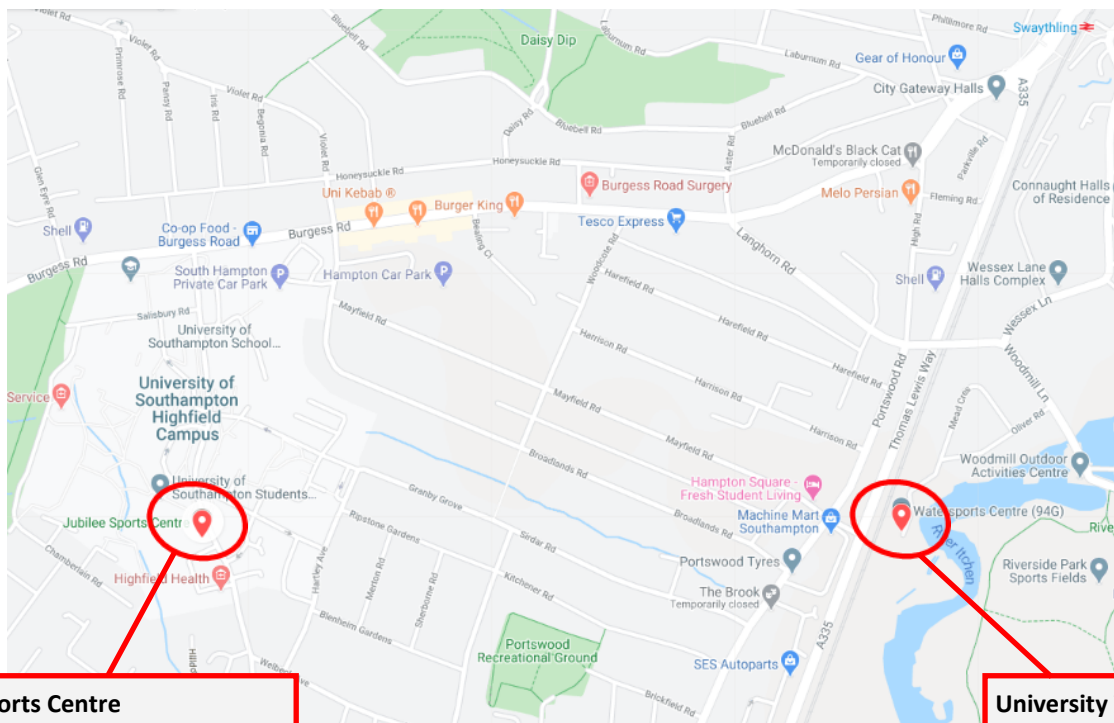 Violet Rd
Bluebell Rd
Laburnum Rd
Phillimore Rd
Swaythling
Daisy Dip
Laburnum Rd
Gear of Honour
A335
Primrose Rd
Pansy Rd
Iris Rd
Begonia Rd
Violet Rd
Violet Rd
City Gateway Halls
Daisy Rd
Bluebell Rd
Bluebell Rd
Aster Rd
Parkville Rd
McDonald's Black Cat
Temporarily closed
Honeysuckle Rd
Honeysuckle Rd
Glen Eyre Rd
Uni Kebab ®
Burgess Road Surgery
Melo Persian
Fleming Rd
Connaught Halls
of Residence
Burger King
Shell
Co-op Food -
Burgess Road
Burgess Rd
Tesco Express
High Rd
Bealing Ct
Langhorn Rd
Burgess Rd
South Hampton
Private Car Park
Hampton Car Park
Woodcote Rd
Harefield Rd
Shell
Wessex Lane
Halls Complex
Wessex Ln
Salisbury Rd
Mayfield Rd
University of
Southampton School...
Harrison Rd
Harefield Rd
Harefield Rd
Portswood Rd
Thomas Lewis Way
Woodmill Ln
Service
University of
Southampton
Highfield
Campus
Mayfield Rd
Harrison Rd
Mead Cres
Oliver Rd
Harrison Rd
Mayfield Rd
Broadlands Rd
Woodmill Outdoor
Activities Centre
University of
Southampton Students...
Hampton Square -
Fresh Student Living
Granby Grove
Jubilee Sports Centre
Ripstone Gardens
Broadlands Rd
Machine Mart
Southampton
Watersports Centre (94G)
River Itchen
River
Sirdar Rd
Chamberlain Rd
Highfield Health
Hartley Ave
Merton Rd
Sherborne Rd
Kitchener Rd
Portswood Tyres
Riverside Park
Sports Fields
The Brook
Temporarily closed
Blenheim Gardens
Portswood
Recreational Ground
A335
SES Autoparts
Brickfield Rd
orts Centre
University